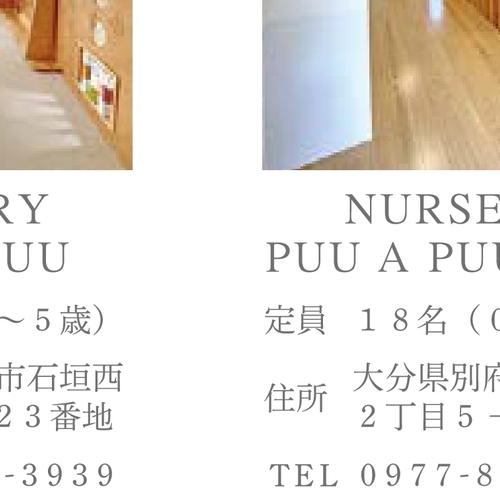 RY
UU
～５歳）
市石垣西
２３番地
-3939
NURSE
PUU A PUU
定員 １８名（０
住所 大分県別府
２丁目５－
TEL 0977-8